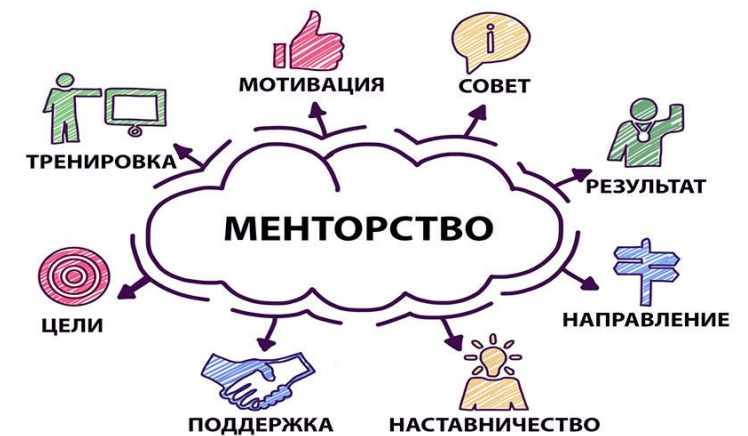 МОТИВАЦИЯ
СОВЕТ
ТРЕНИРОВКА
РЕЗУЛЬТАТ
МЕНТОРСТВО
ЦЕЛИ
НАПРАВЛЕНИЕ
ПОДДЕРЖКА
НАСТАВНИЧЕСТВО